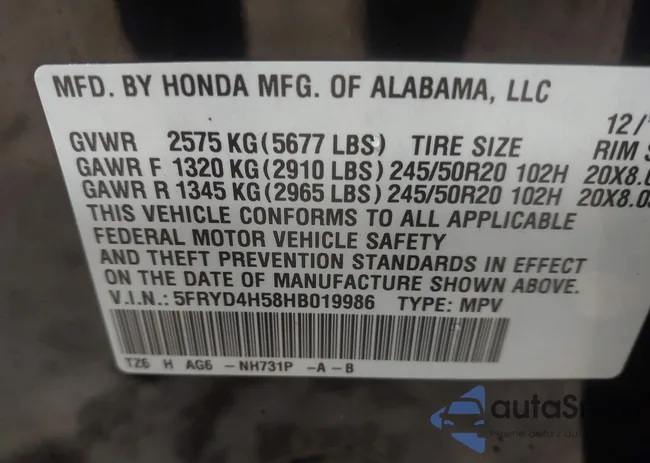 MFD. BY HONDA MFG. OF ALABAMA, LLC
12/
GVWR 2575 KG (5677 LBS) TIRE SIZE RIM
GAWR F 1320 KG (2910 LBS) 245/50R20 102H 20X8.
GAWR R 1345 KG (2965 LBS) 245/50R20 102H 20X8.
THIS VEHICLE CONFORMS TO ALL APPLICABLE
FEDERAL MOTOR VEHICLE SAFETY
AND THEFT PREVENTION STANDARDS IN EFFECT
ON THE DATE OF MANUFACTURE SHOWN ABOVE.
V.I.N.: 5FRYD4H58HB019986 TYPE: MPV
TZ6 H AG6 -NH731P -A -B